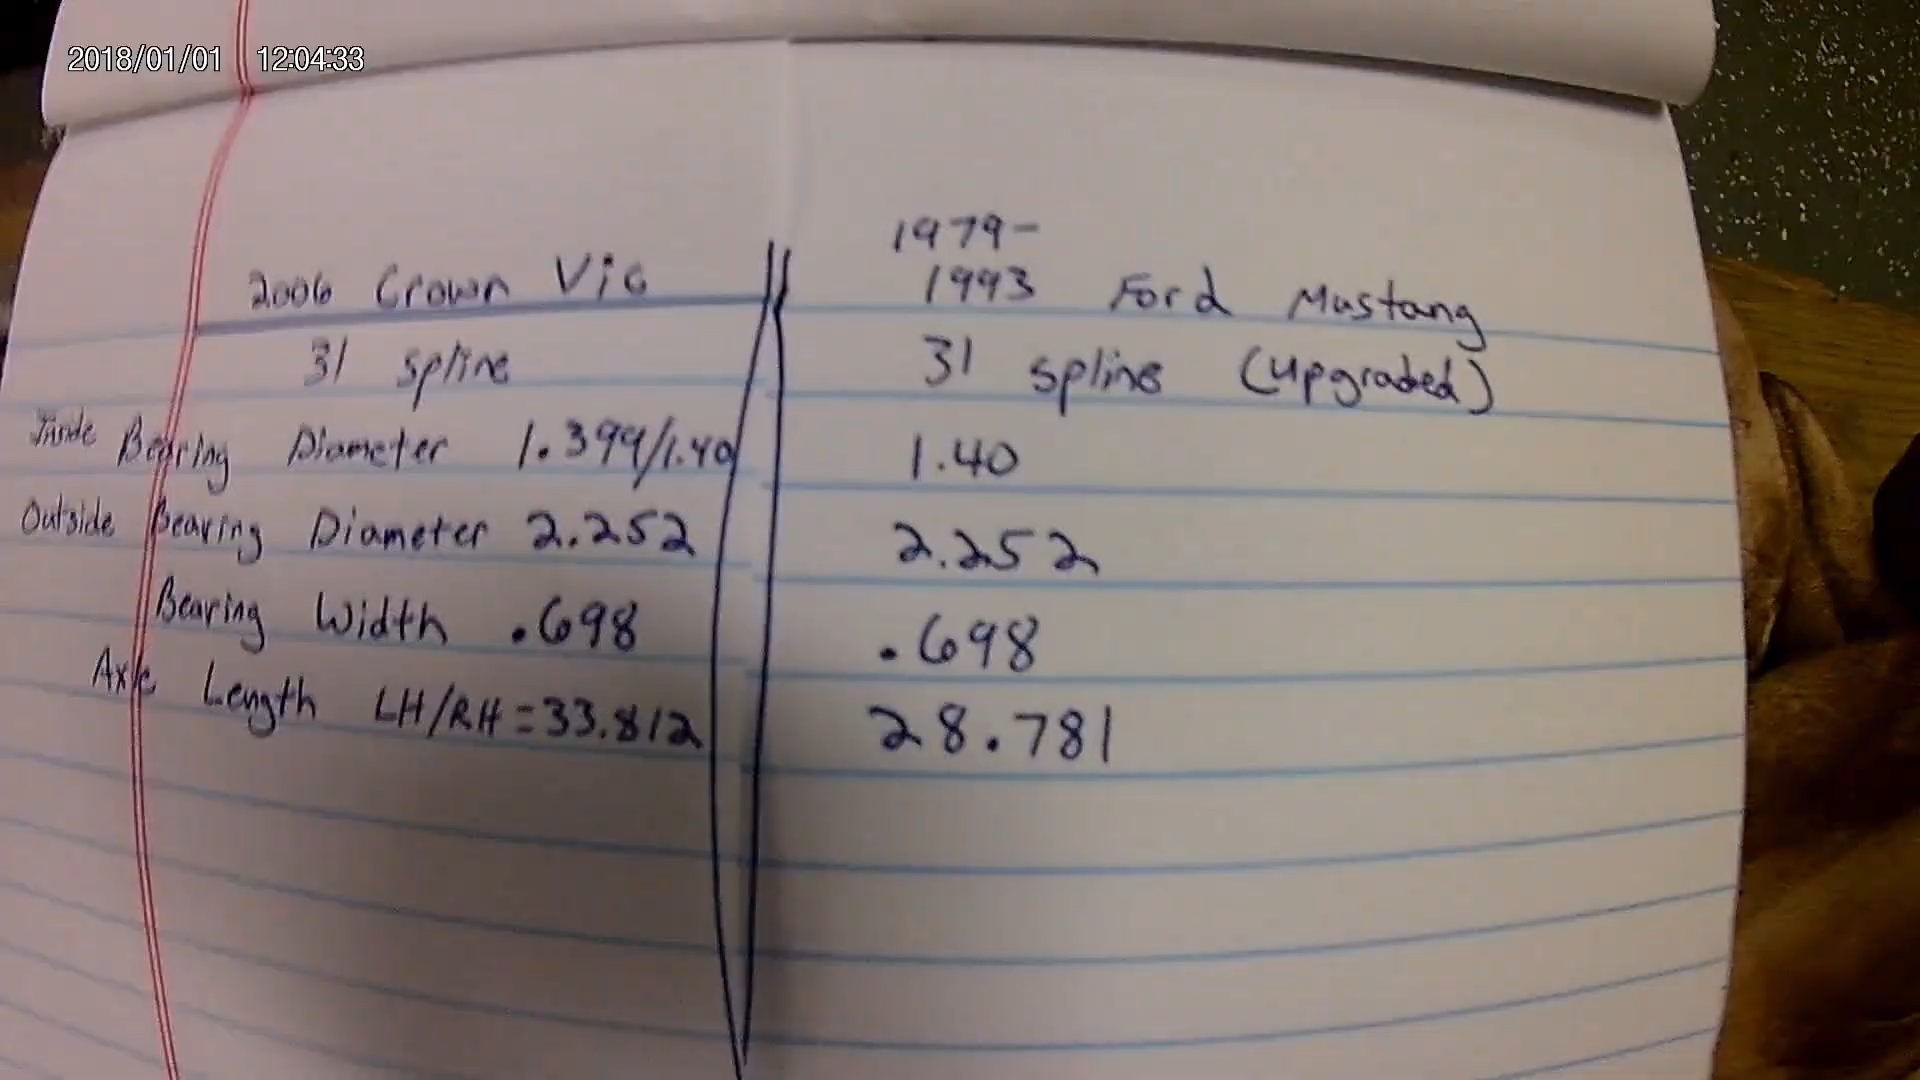 2018/01/01 12:04:33
1979-
2006 Crown Vic 1993 Ford Mustang
31 spline 31 spline (upgraded)
Inside Bearing Diameter 1.399/1.40 1.40
Outside Bearing Diameter 2.252 2.252
Bearing Width .698 .698
Axle Length LH/RH=33.812 28.781